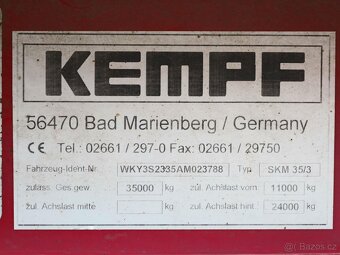 KEMPF
56470 Bad Marienberg / Germany
CE Tel.: 02661 / 297-0 Fax: 02661 / 29750
Fahrzeug-Ident-Nr. WKY3S2335AM023788 Typ SKM 35/3
zulass. Ges gew. 35000 kg zul. Achslast vorn 11000 kg
zul. Achslast mitte kg zul. Achslast hint. 24000 kg